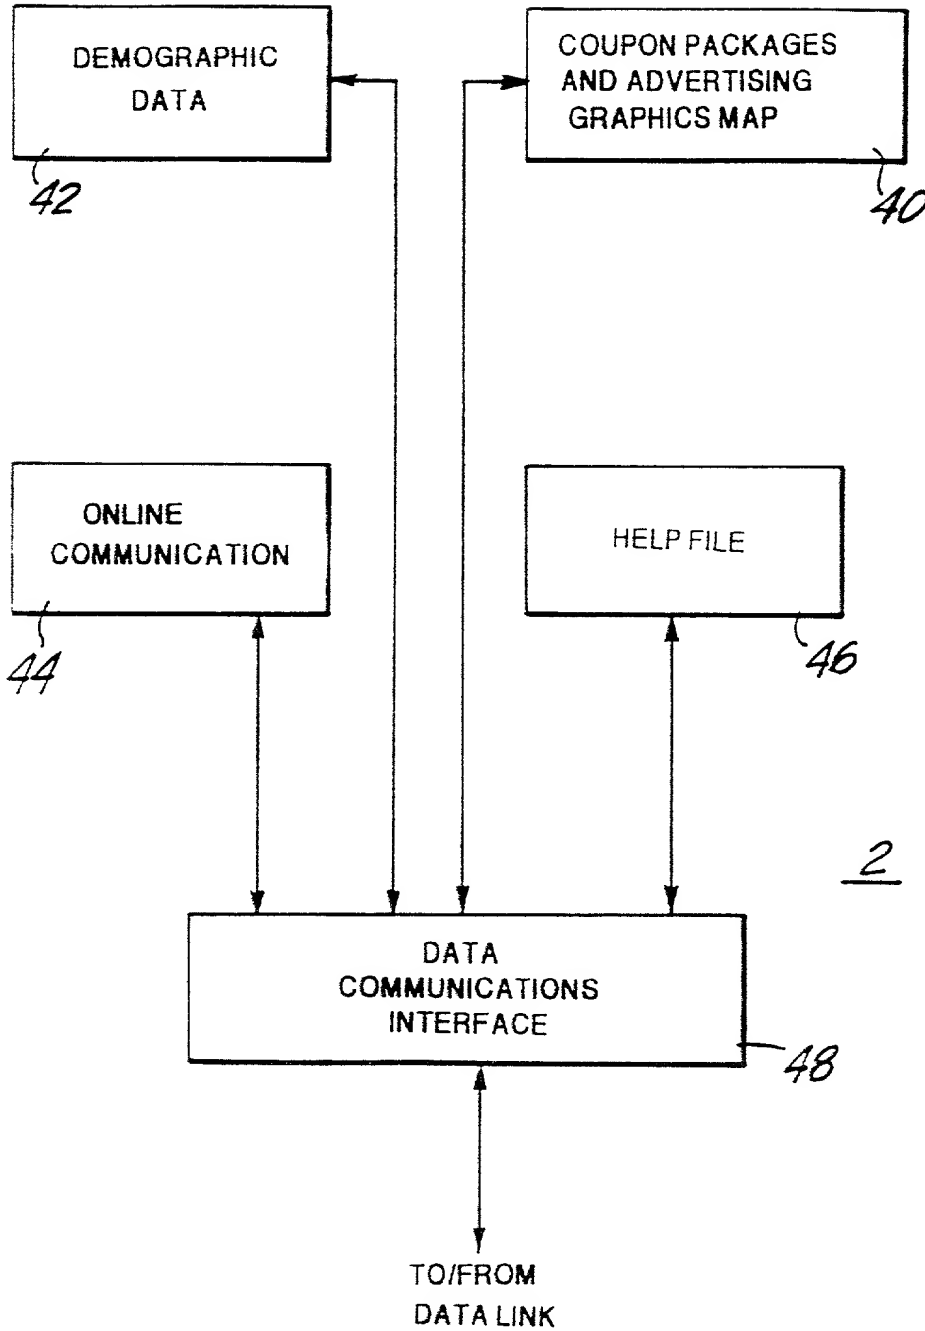 DEMOGRAPHIC
DATA
42
COUPON PACKAGES
AND ADVERTISING
GRAPHICS MAP
40
ONLINE
COMMUNICATION
44
HELP FILE
46
2
DATA
COMMUNICATIONS
INTERFACE
48
TO/FROM
DATA LINK